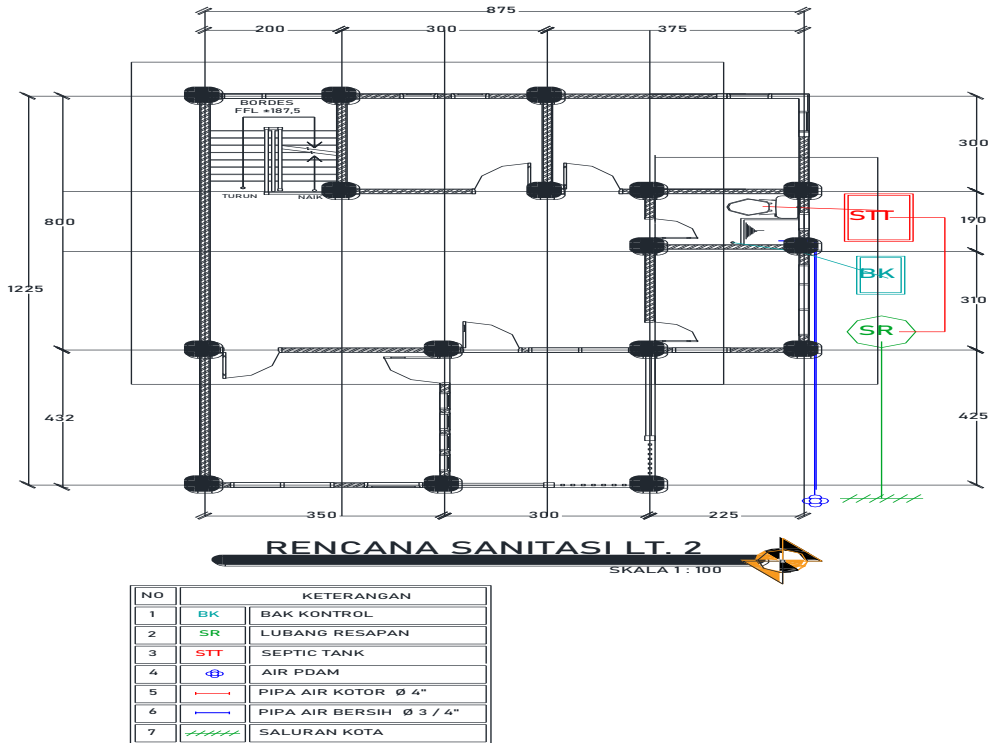 875
200 300 375
BORDES
FFL +187,5
TURUN NAIK
300
800
190
STT
BK
1225
310
SR
432
425
350 300 225
RENCANA SANITASI LT. 2
SKALA 1 : 100
NO KETERANGAN
1 BK BAK KONTROL
2 SR LUBANG RESAPAN
3 STT SEPTIC TANK
4 AIR PDAM
5 PIPA AIR KOTOR Ø 4"
6 PIPA AIR BERSIH Ø 3 / 4"
7 SALURAN KOTA